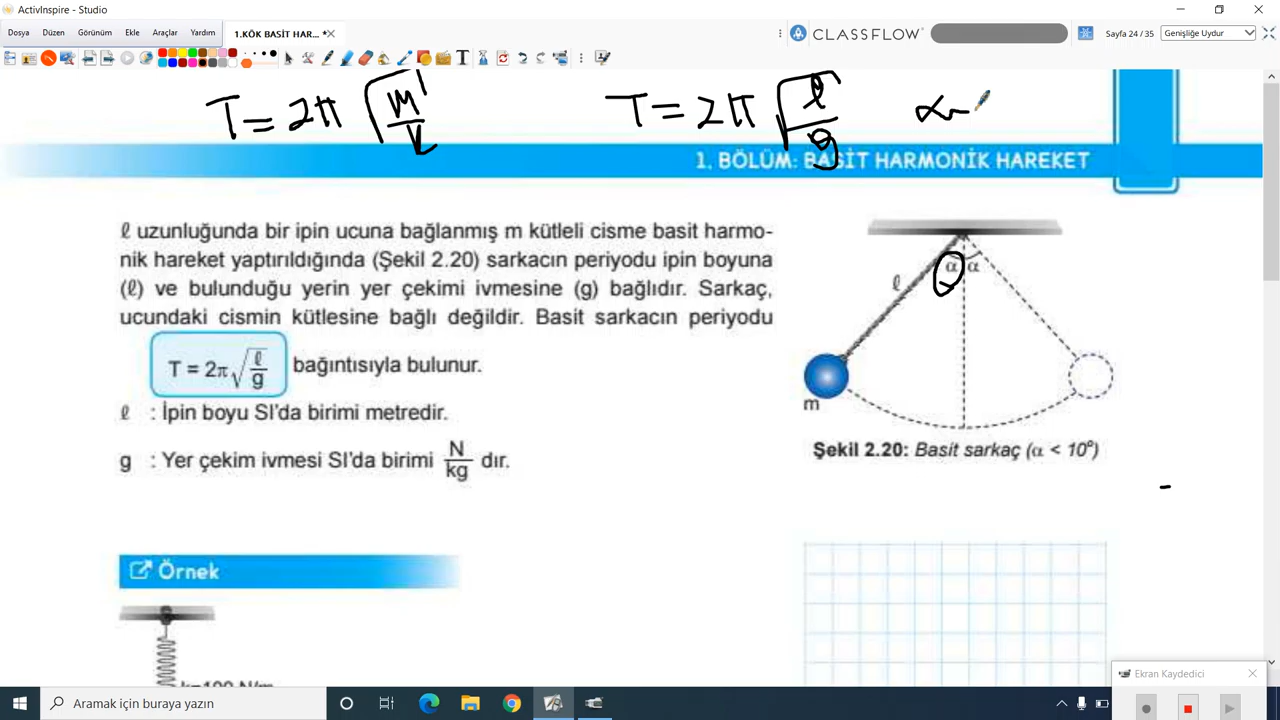 ActivInspire - Studio
Dosya Düzen Görünüm Ekle Araçlar Yardım 1.KÖK BASİT HAR... * CLASSFLOW Sayfa 24 / 35 Genişliğe Uydur
T = 2π √m/k T = 2π √ℓ/g α
1. BÖLÜM: BASİT HARMONİK HAREKET
ℓ uzunluğunda bir ipin ucuna bağlanmış m kütleli cisme basit harmo-
nik hareket yaptırıldığında (Şekil 2.20) sarkacın periyodu ipin boyuna
(ℓ) ve bulunduğu yerin yer çekimi ivmesine (g) bağlıdır. Sarkaç,
ucundaki cismin kütlesine bağlı değildir. Basit sarkacın periyodu
T = 2π√ℓ/g bağıntısıyla bulunur.
ℓ : İpin boyu SI'da birimi metredir.
g : Yer çekim ivmesi SI'da birimi N/kg dır.
α α
ℓ
m
Şekil 2.20: Basit sarkaç (α < 10°)
Örnek
k=100 N/m
Ekran Kaydedici
Aramak için buraya yazın